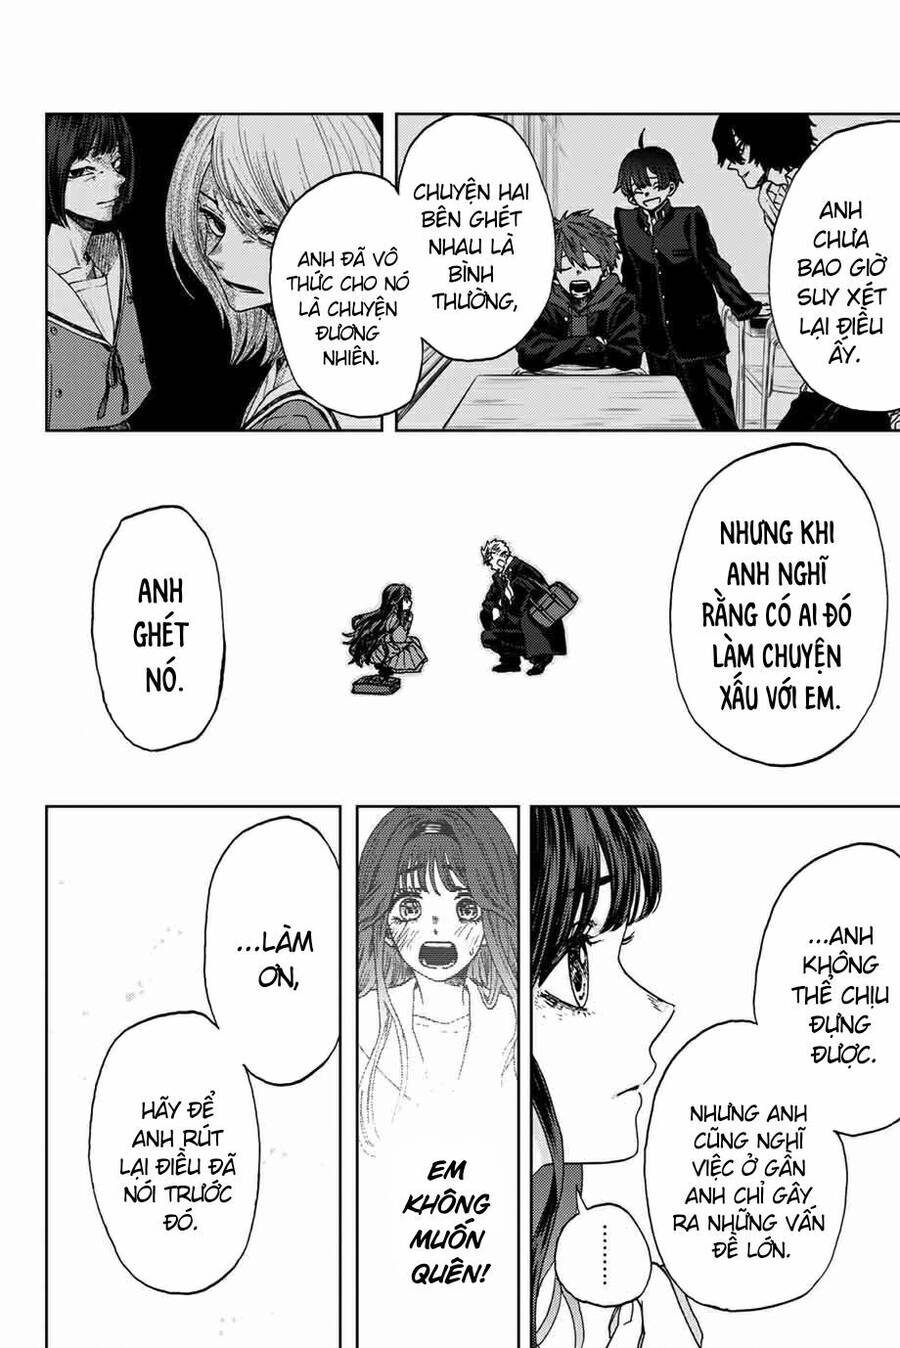 ANH
CHƯA
BAO GIỜ
SUY XÉT
LẠI ĐIỀU
ẤY.
CHUYỆN HAI
BÊN GHÉT
NHAU LÀ
BÌNH
THƯỜNG,
ANH ĐÃ VÔ
THỨC CHO NÓ
LÀ CHUYỆN
ĐƯƠNG
NHIÊN.
NHƯNG KHI
ANH NGHĨ
RẰNG CÓ AI ĐÓ
LÀM CHUYỆN
XẤU VỚI EM.
ANH
GHÉT
NÓ.
...ANH
KHÔNG
THỂ CHỊU
ĐỰNG
ĐƯỢC.
NHƯNG ANH
CŨNG NGHĨ
VIỆC Ở GẦN
ANH CHỈ GÂY
RA NHỮNG VẤN
ĐỀ LỚN.
........
EM
KHÔNG
MUỐN
QUÊN!
...LÀM
ƠN,
HÃY ĐỂ
ANH RÚT
LẠI ĐIỀU ĐÃ
NÓI TRƯỚC
ĐÓ.